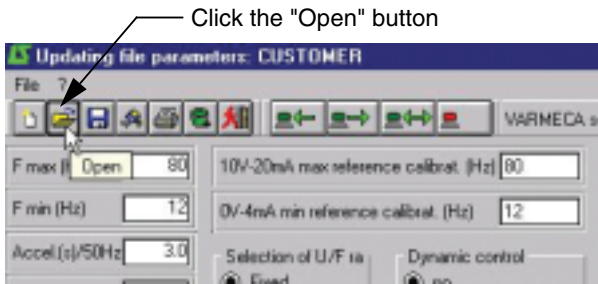 Click the "Open" button
Updating file parameters: CUSTOMER
File ?
VARMECA s
F max (H 80 10V-20mA max reference calibrat. (Hz) 80
Open
F min (Hz) 12 0V-4mA min reference calibrat. (Hz) 12
Accel.(s)/50Hz 3.0 Selection of U/F ra Dynamic control
Fixed no